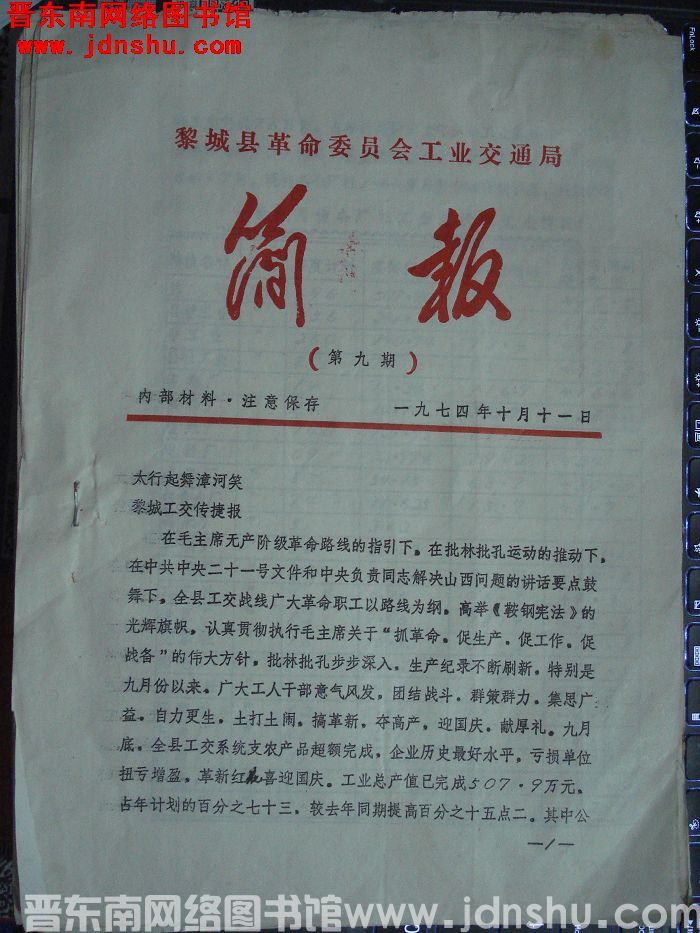 晋东南网络图书馆
www.jdnshu.com
黎城县革命委员会工业交通局
简报
(第九期)
内部材料·注意保存 一九七四年十月十一日
太行起舞漳河笑
黎城工交传捷报
在毛主席无产阶级革命路线的指引下。在批林批孔运动的推动下。
在中共中央二十一号文件和中央负责同志解决山西问题的讲话要点鼓
舞下。全县工交战线广大革命职工以路线为纲。高举《鞍钢宪法》的
光辉旗帜。认真贯彻执行毛主席关于“抓革命。促生产。促工作。促
战备”的伟大方针，批林批孔步步深入。生产纪录不断刷新。特别是
九月份以来。广大工人干部意气风发，团结战斗。群策群力。集思广
益。自力更生，土打土闹。搞革新，夺高产，迎国庆。献厚礼。九月
底。全县工交系统支农产品超额完成，企业历史最好水平，亏损单位
扭亏增盈，革新红花喜迎国庆。工业总产值已完成507·9万元。
占年计划的百分之七十三，较去年同期提高百分之十五点二。其中公
—1—
晋东南网络图书馆www.jdnshu.com
FnLock